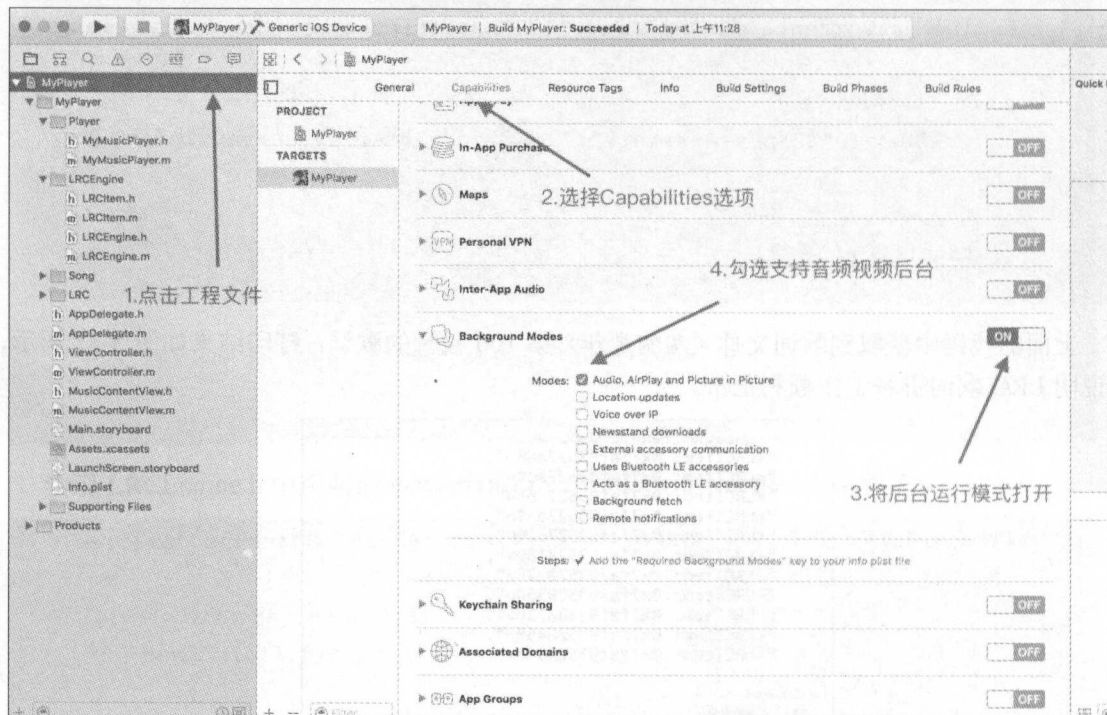 MyPlayer
Generic iOS Device
MyPlayer | Build MyPlayer: Succeeded | Today at 上午11:28
MyPlayer
MyPlayer
MyPlayer
Player
MyMusicPlayer.h
MyMusicPlayer.m
LRCEngine
LRCItem.h
LRCItem.m
LRCEngine.h
LRCEngine.m
Song
LRC
AppDelegate.h
AppDelegate.m
ViewController.h
ViewController.m
MusicContentView.h
MusicContentView.m
Main.storyboard
Assets.xcassets
LaunchScreen.storyboard
Info.plist
Supporting Files
Products
1.点击工程文件
General Capabilities Resource Tags Info Build Settings Build Phases Build Rules
Quick
PROJECT
MyPlayer
TARGETS
MyPlayer
In-App Purchase OFF
2.选择Capabilities选项
Maps OFF
Personal VPN OFF
4.勾选支持音频视频后台
Inter-App Audio OFF
Background Modes ON
Modes: Audio, AirPlay and Picture in Picture
Location updates
Voice over IP
Newsstand downloads
External accessory communication
Uses Bluetooth LE accessories
Acts as a Bluetooth LE accessory
Background fetch
Remote notifications
3.将后台运行模式打开
Steps: ✓ Add the "Required Background Modes" key to your info plist file
Keychain Sharing OFF
Associated Domains OFF
App Groups OFF